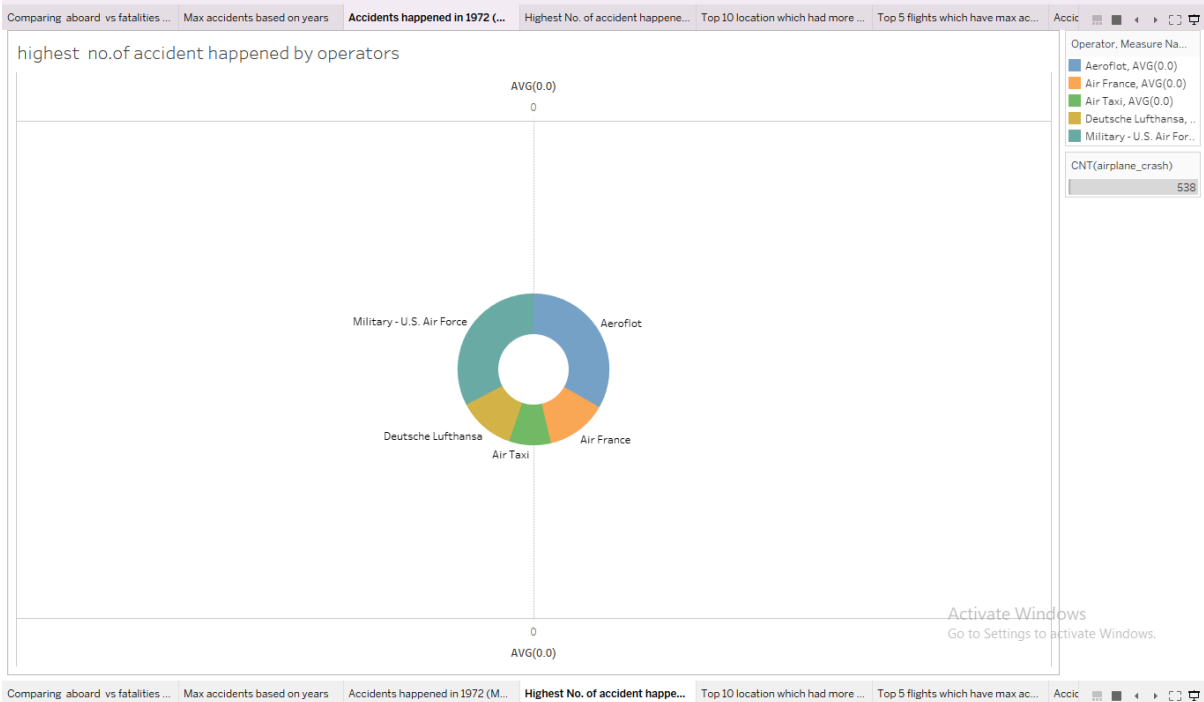 Comparing aboard vs fatalities ... Max accidents based on years Accidents happened in 1972 (... Highest No. of accident happene... Top 10 location which had more ... Top 5 flights which have max ac... Accid
highest no.of accident happened by operators
AVG(0.0)
0
Operator, Measure Na...
Aeroflot, AVG(0.0)
Air France, AVG(0.0)
Air Taxi, AVG(0.0)
Deutsche Lufthansa, ..
Military - U.S. Air For..
CNT(airplane_crash)
538
Military - U.S. Air Force
Aeroflot
Deutsche Lufthansa
Air France
Air Taxi
0
AVG(0.0)
Activate Windows
Go to Settings to activate Windows.
Comparing aboard vs fatalities ... Max accidents based on years Accidents happened in 1972 (M... Highest No. of accident happe... Top 10 location which had more ... Top 5 flights which have max ac... Accid